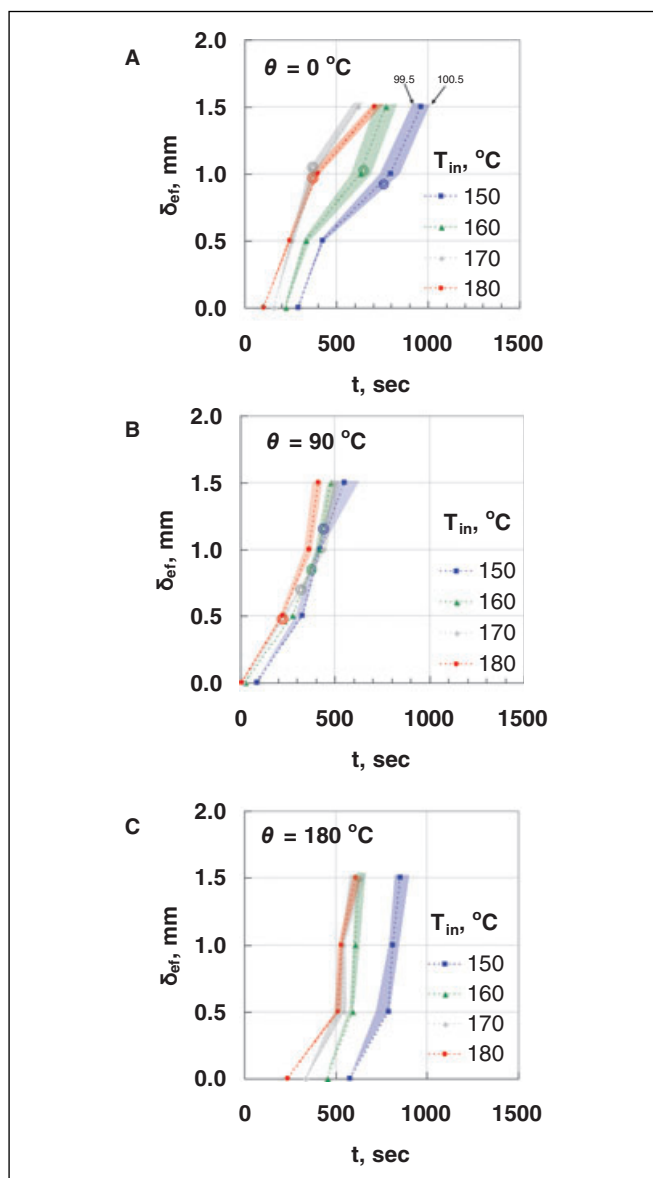 A
θ = 0 °C
2.0
1.5
1.0
0.5
0.0
δef, mm
99.5
100.5
Tin, °C
150
160
170
180
0
500
1000
1500
t, sec
B
θ = 90 °C
2.0
1.5
1.0
0.5
0.0
δef, mm
Tin, °C
150
160
170
180
0
500
1000
1500
t, sec
C
θ = 180 °C
2.0
1.5
1.0
0.5
0.0
δef, mm
Tin, °C
150
160
170
180
0
500
1000
1500
t, sec